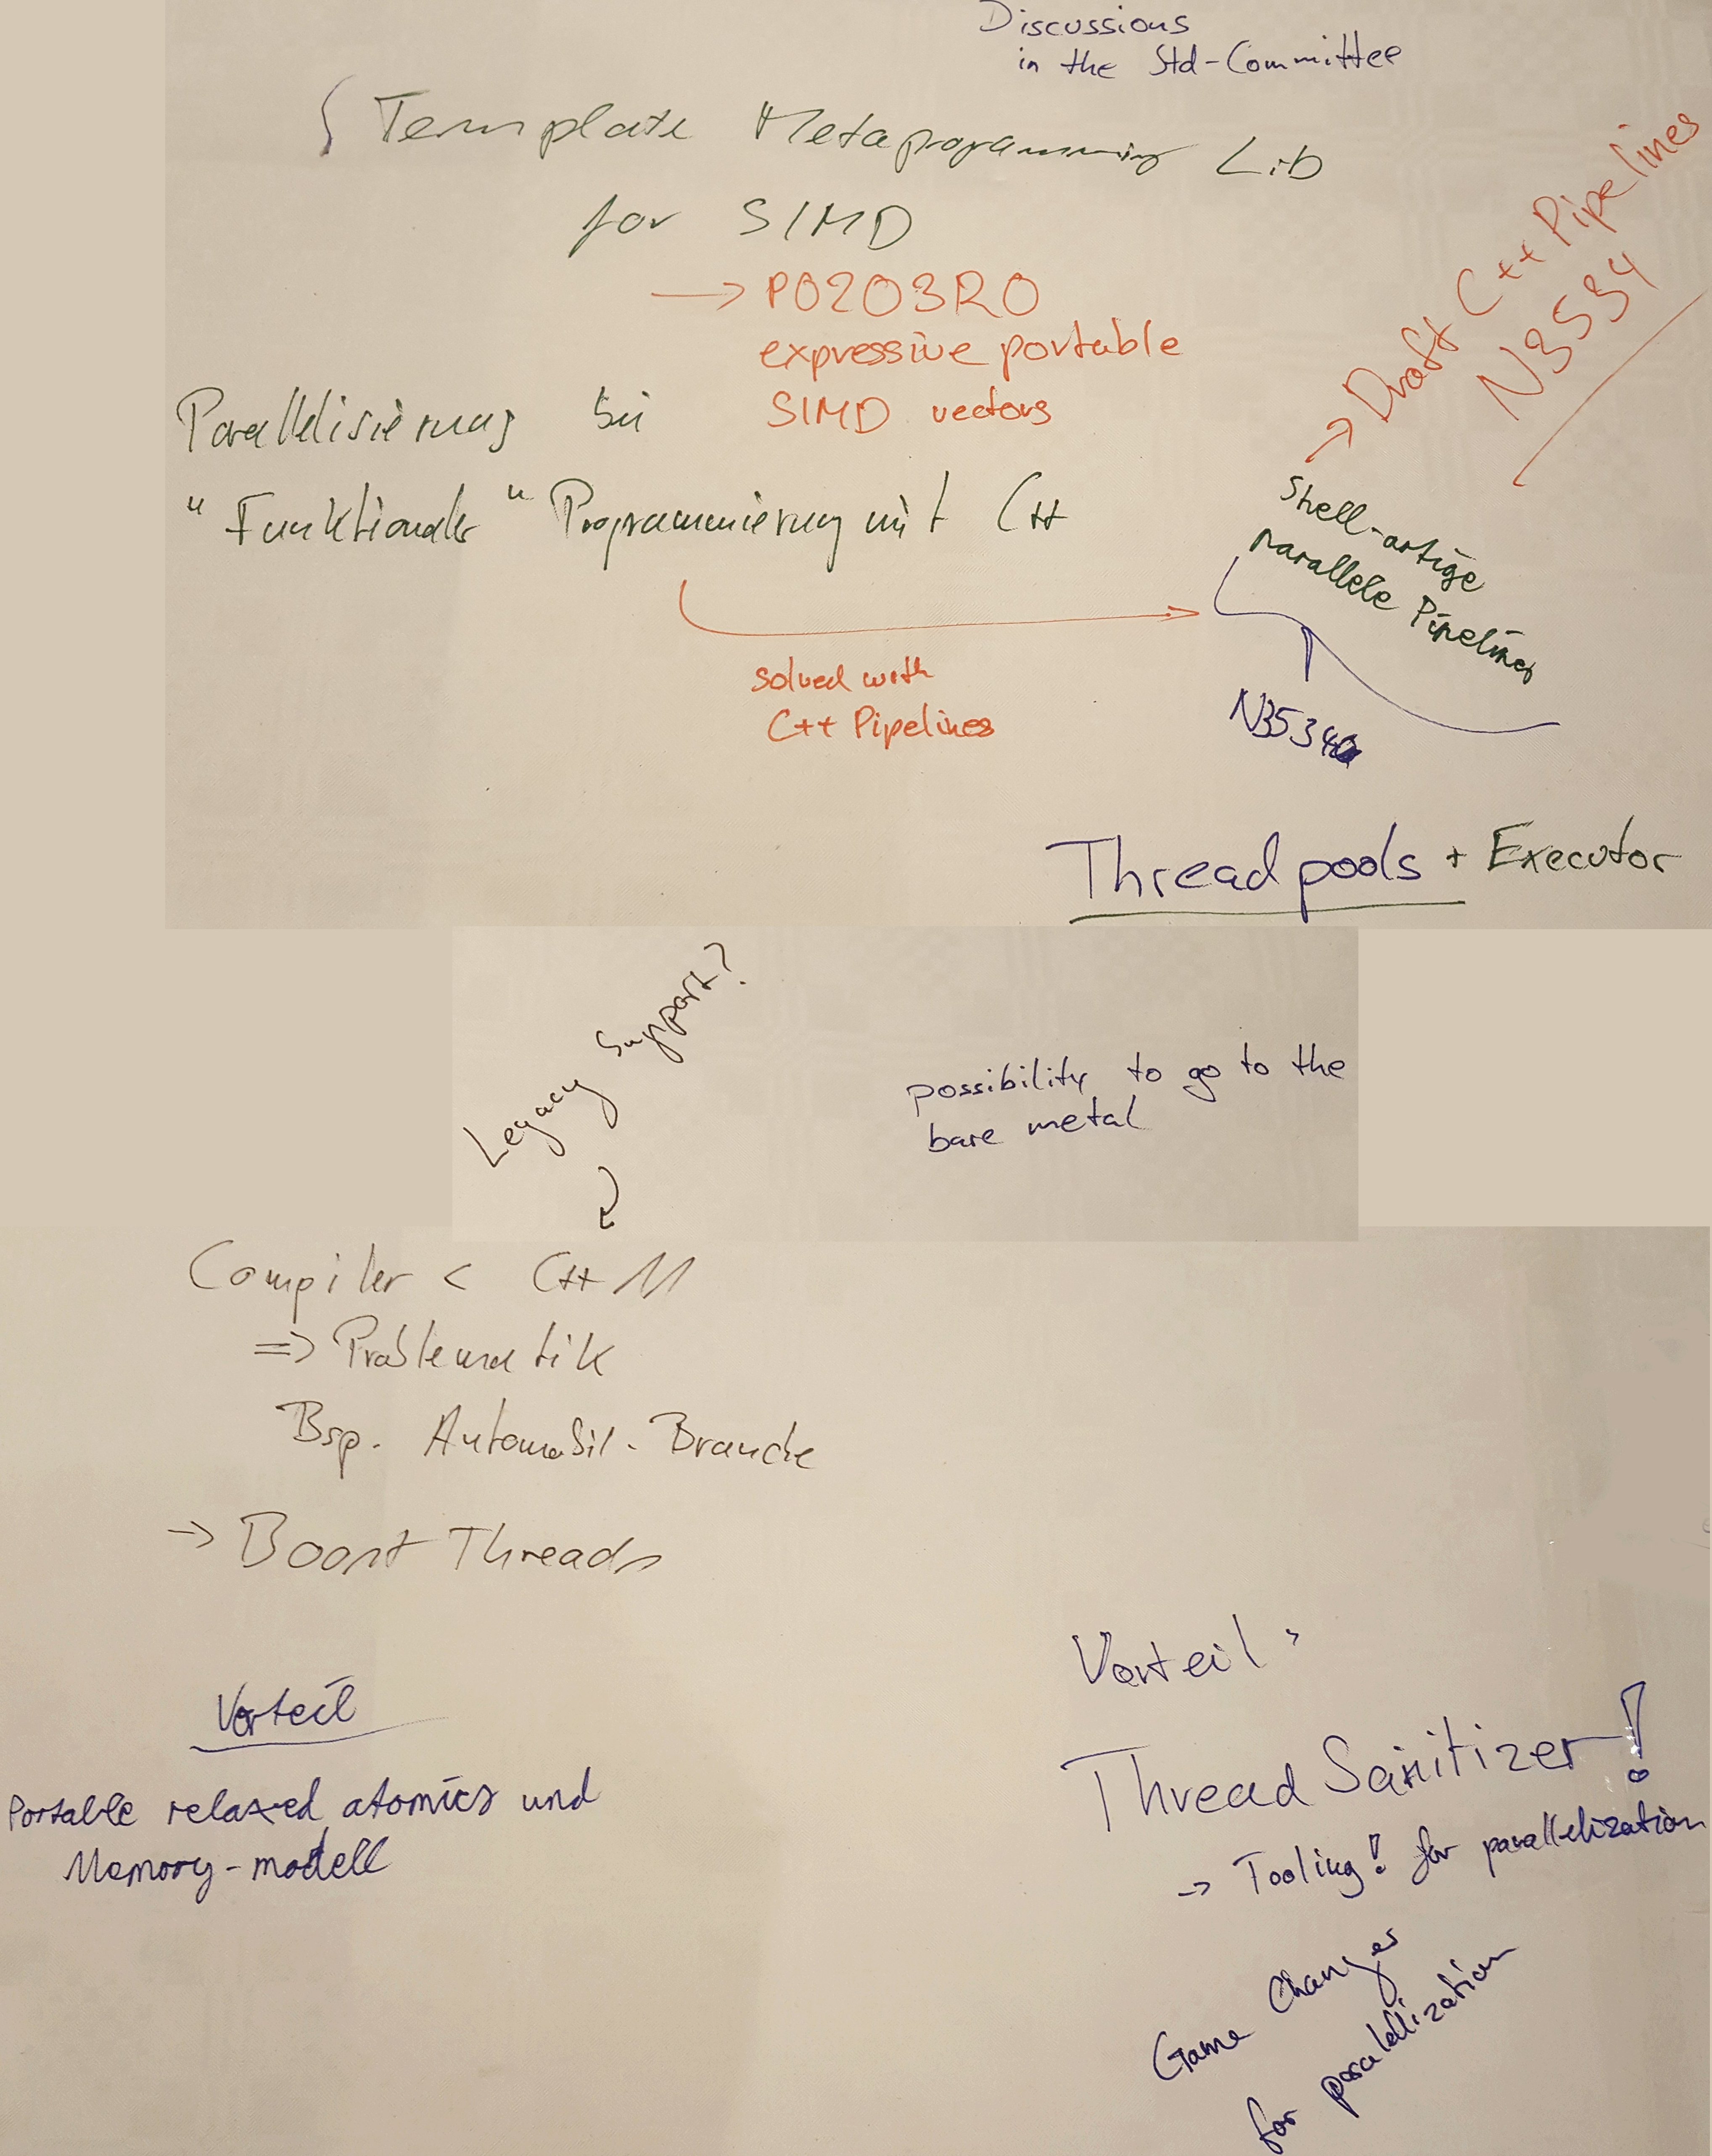 Discussions
in the Std-Committee
Template Metaprogramming Lib
for SIMD
→ P0203R0
expressive portable
SIMD vectors
→ Draft C++ Pipelines
N3534
Parallelisierung bei
"Funktionaler" Programmierung mit C++
Shell-artige
parallele Pipelines
solved with
C++ Pipelines
N3534
Thread pools + Executor
Legacy Support?
possibility to go to the
bare metal
Compiler < C++11
=> Problematik
Bsp. Automobil-Branche
→ Boost Threads
Vorteil:
Vorteil
Thread Sanitizer!
Portable relaxed atomics und
Memory-modell
→ Tooling! for parallelization
Game Changer
for parallelization